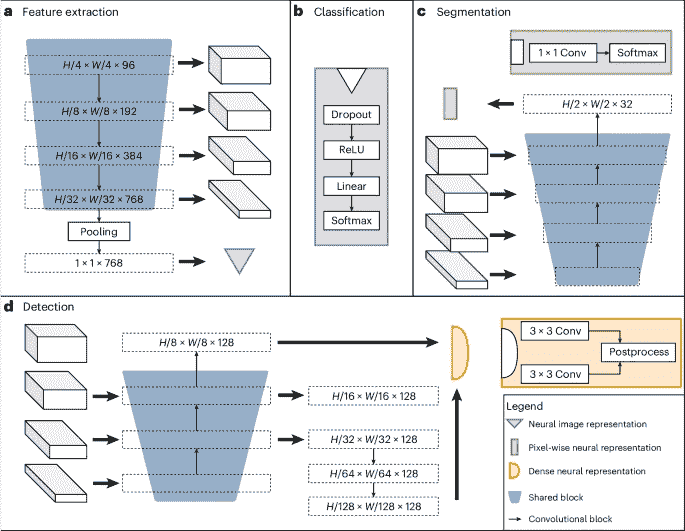 a Feature extraction
H/4 × W/4 × 96
H/8 × W/8 × 192
H/16 × W/16 × 384
H/32 × W/32 × 768
Pooling
1 × 1 × 768
b Classification
Dropout
ReLU
Linear
Softmax
c Segmentation
1 × 1 Conv
Softmax
H/2 × W/2 × 32
d Detection
H/8 × W/8 × 128
H/16 × W/16 × 128
H/32 × W/32 × 128
H/64 × W/64 × 128
H/128 × W/128 × 128
3 × 3 Conv
Postprocess
3 × 3 Conv
Legend
Neural image representation
Pixel-wise neural representation
Dense neural representation
Shared block
Convolutional block